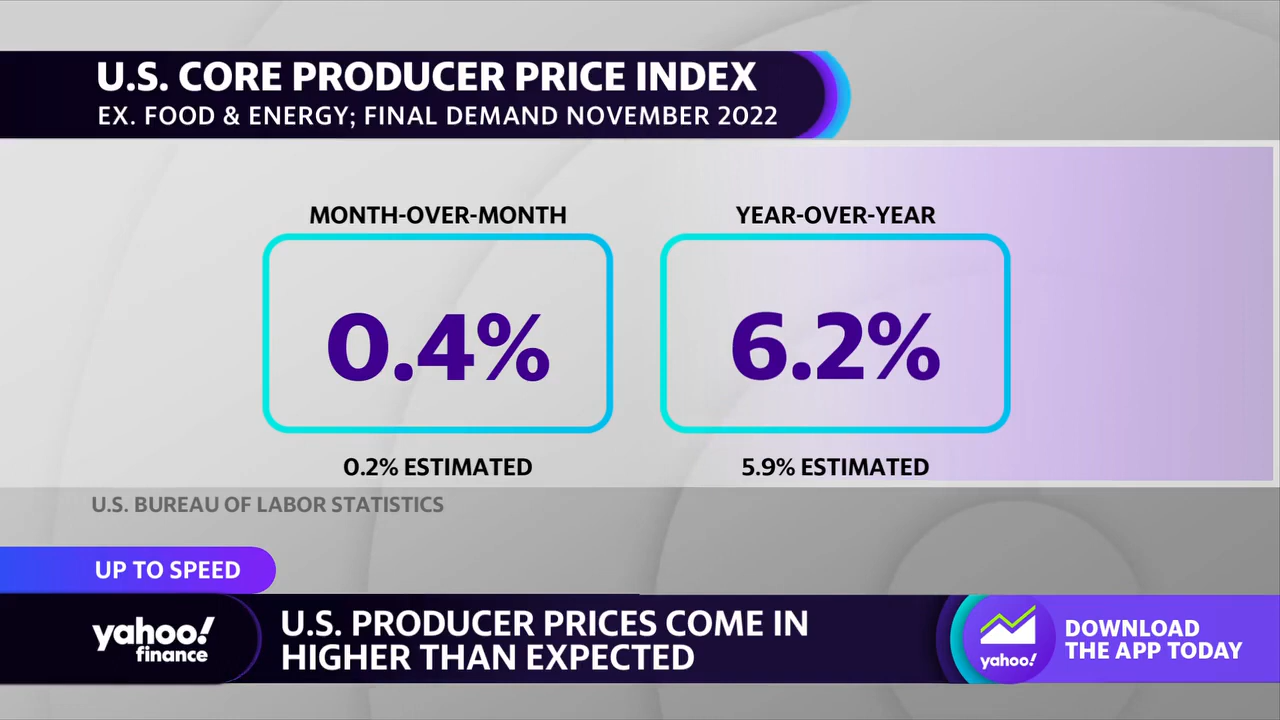 U.S. CORE PRODUCER PRICE INDEX
EX. FOOD & ENERGY; FINAL DEMAND NOVEMBER 2022
MONTH-OVER-MONTH
0.4%
0.2% ESTIMATED
YEAR-OVER-YEAR
6.2%
5.9% ESTIMATED
U.S. BUREAU OF LABOR STATISTICS
UP TO SPEED
yahoo!
finance
U.S. PRODUCER PRICES COME IN
HIGHER THAN EXPECTED
yahoo!
DOWNLOAD
THE APP TODAY